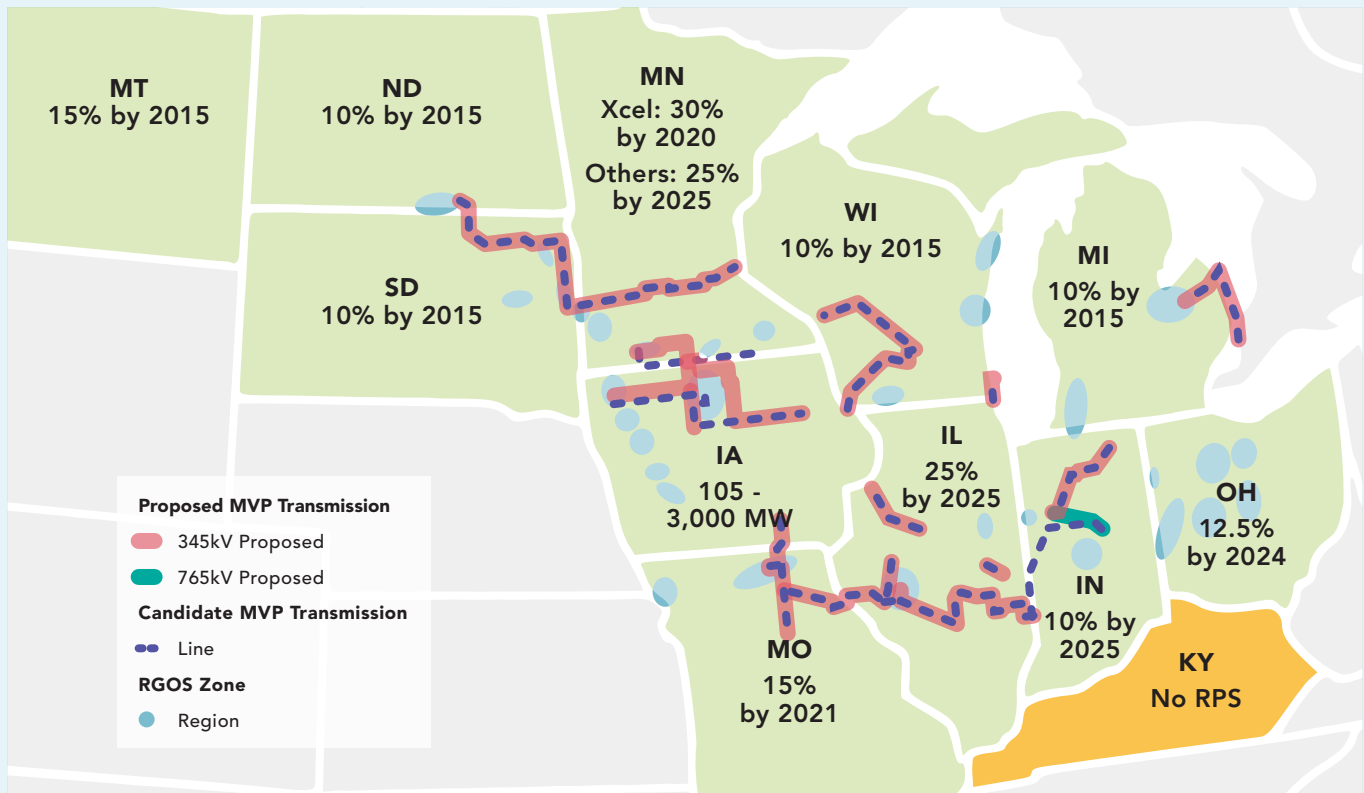 MT
15% by 2015
ND
10% by 2015
MN
Xcel: 30%
by 2020
Others: 25%
by 2025
WI
10% by 2015
MI
10% by
2015
SD
10% by 2015
IA
105 -
3,000 MW
IL
25%
by 2025
OH
12.5%
by 2024
IN
10% by
2025
MO
15%
by 2021
KY
No RPS
Proposed MVP Transmission
345kV Proposed
765kV Proposed
Candidate MVP Transmission
Line
RGOS Zone
Region